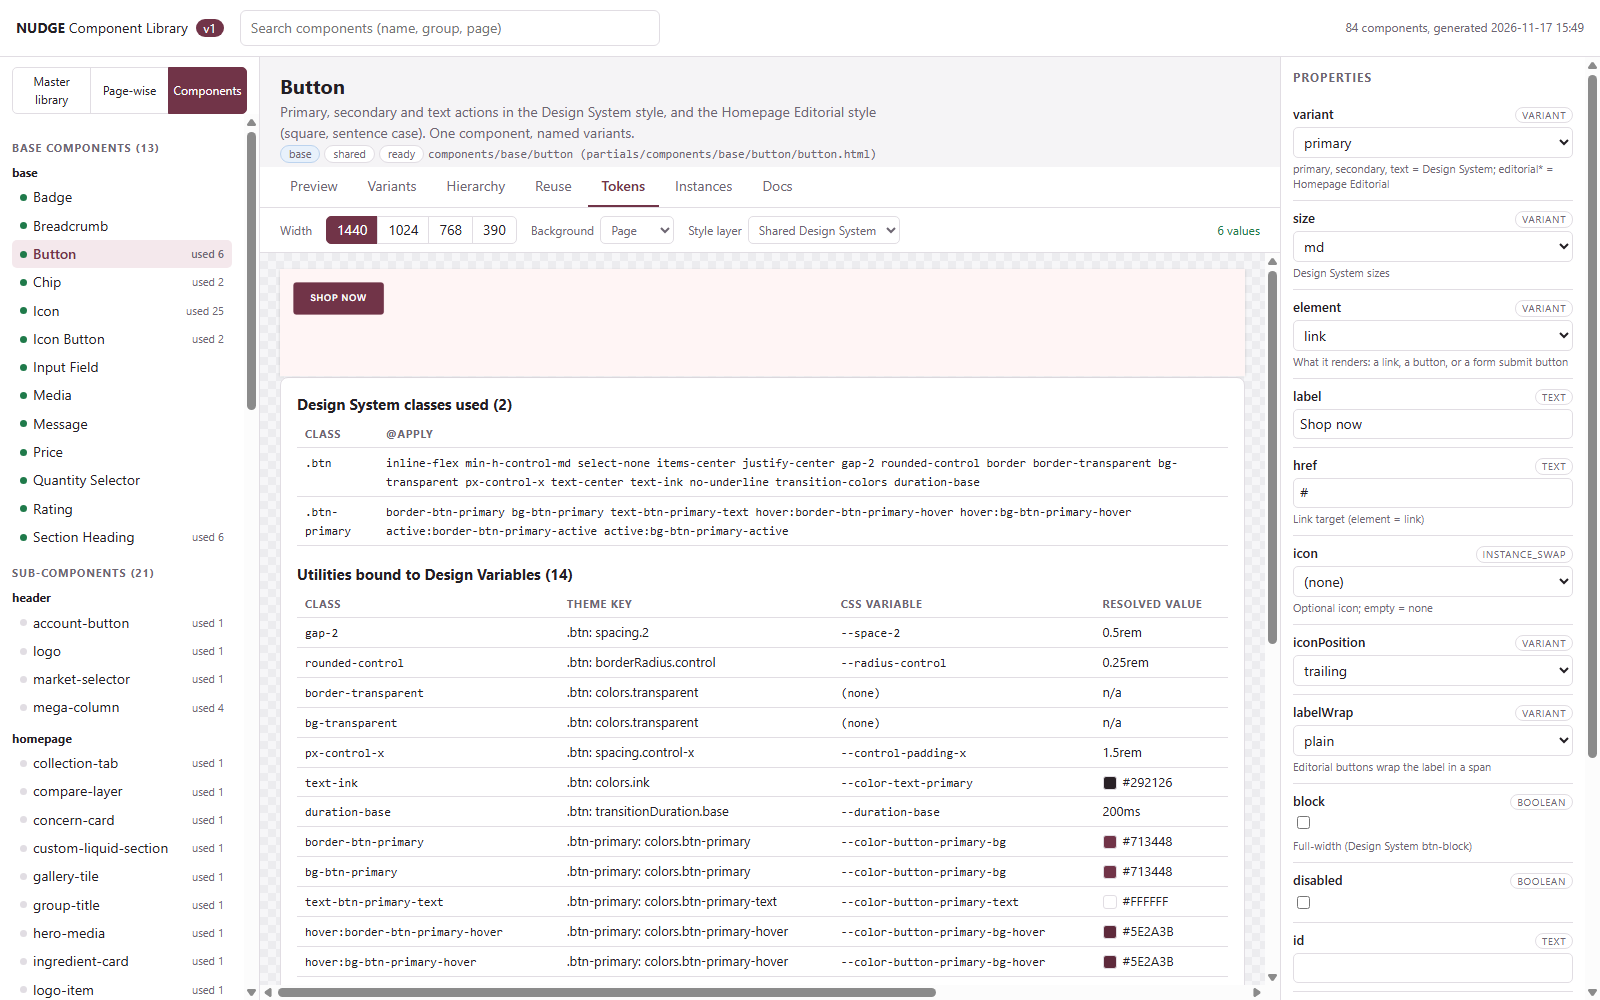 NUDGE Component Library v1
Search components (name, group, page)
84 components, generated 2026-11-17 15:49
Master library
Page-wise
Components
BASE COMPONENTS (13)
base
Badge
Breadcrumb
Button used 6
Chip used 2
Icon used 25
Icon Button used 2
Input Field
Media
Message
Price
Quantity Selector
Rating
Section Heading used 6
SUB-COMPONENTS (21)
header
account-button used 1
logo used 1
market-selector used 1
mega-column used 4
homepage
collection-tab used 1
compare-layer used 1
concern-card used 1
custom-liquid-section used 1
gallery-tile used 1
group-title used 1
hero-media used 1
ingredient-card used 1
logo-item used 1
Button
Primary, secondary and text actions in the Design System style, and the Homepage Editorial style
(square, sentence case). One component, named variants.
base shared ready components/base/button (partials/components/base/button/button.html)
Preview Variants Hierarchy Reuse Tokens Instances Docs
Width 1440 1024 768 390 Background Page Style layer Shared Design System 6 values
SHOP NOW
Design System classes used (2)
CLASS @APPLY
.btn inline-flex min-h-control-md select-none items-center justify-center gap-2 rounded-control border border-transparent bg-
transparent px-control-x text-center text-ink no-underline transition-colors duration-base
.btn-primary border-btn-primary bg-btn-primary text-btn-primary-text hover:border-btn-primary-hover hover:bg-btn-primary-hover
active:border-btn-primary-active active:bg-btn-primary-active
Utilities bound to Design Variables (14)
CLASS THEME KEY CSS VARIABLE RESOLVED VALUE
gap-2 .btn: spacing.2 --space-2 0.5rem
rounded-control .btn: borderRadius.control --radius-control 0.25rem
border-transparent .btn: colors.transparent (none) n/a
bg-transparent .btn: colors.transparent (none) n/a
px-control-x .btn: spacing.control-x --control-padding-x 1.5rem
text-ink .btn: colors.ink --color-text-primary #292126
duration-base .btn: transitionDuration.base --duration-base 200ms
border-btn-primary .btn-primary: colors.btn-primary --color-button-primary-bg #713448
bg-btn-primary .btn-primary: colors.btn-primary --color-button-primary-bg #713448
text-btn-primary-text .btn-primary: colors.btn-primary-text --color-button-primary-text #FFFFFF
hover:border-btn-primary-hover .btn-primary: colors.btn-primary-hover --color-button-primary-bg-hover #5E2A3B
hover:bg-btn-primary-hover .btn-primary: colors.btn-primary-hover --color-button-primary-bg-hover #5E2A3B
PROPERTIES
variant VARIANT
primary
primary, secondary, text = Design System; editorial* =
Homepage Editorial
size VARIANT
md
Design System sizes
element VARIANT
link
What it renders: a link, a button, or a form submit button
label TEXT
Shop now
href TEXT
#
Link target (element = link)
icon INSTANCE_SWAP
(none)
Optional icon; empty = none
iconPosition VARIANT
trailing
labelWrap VARIANT
plain
Editorial buttons wrap the label in a span
block BOOLEAN
Full-width (Design System btn-block)
disabled BOOLEAN
id TEXT